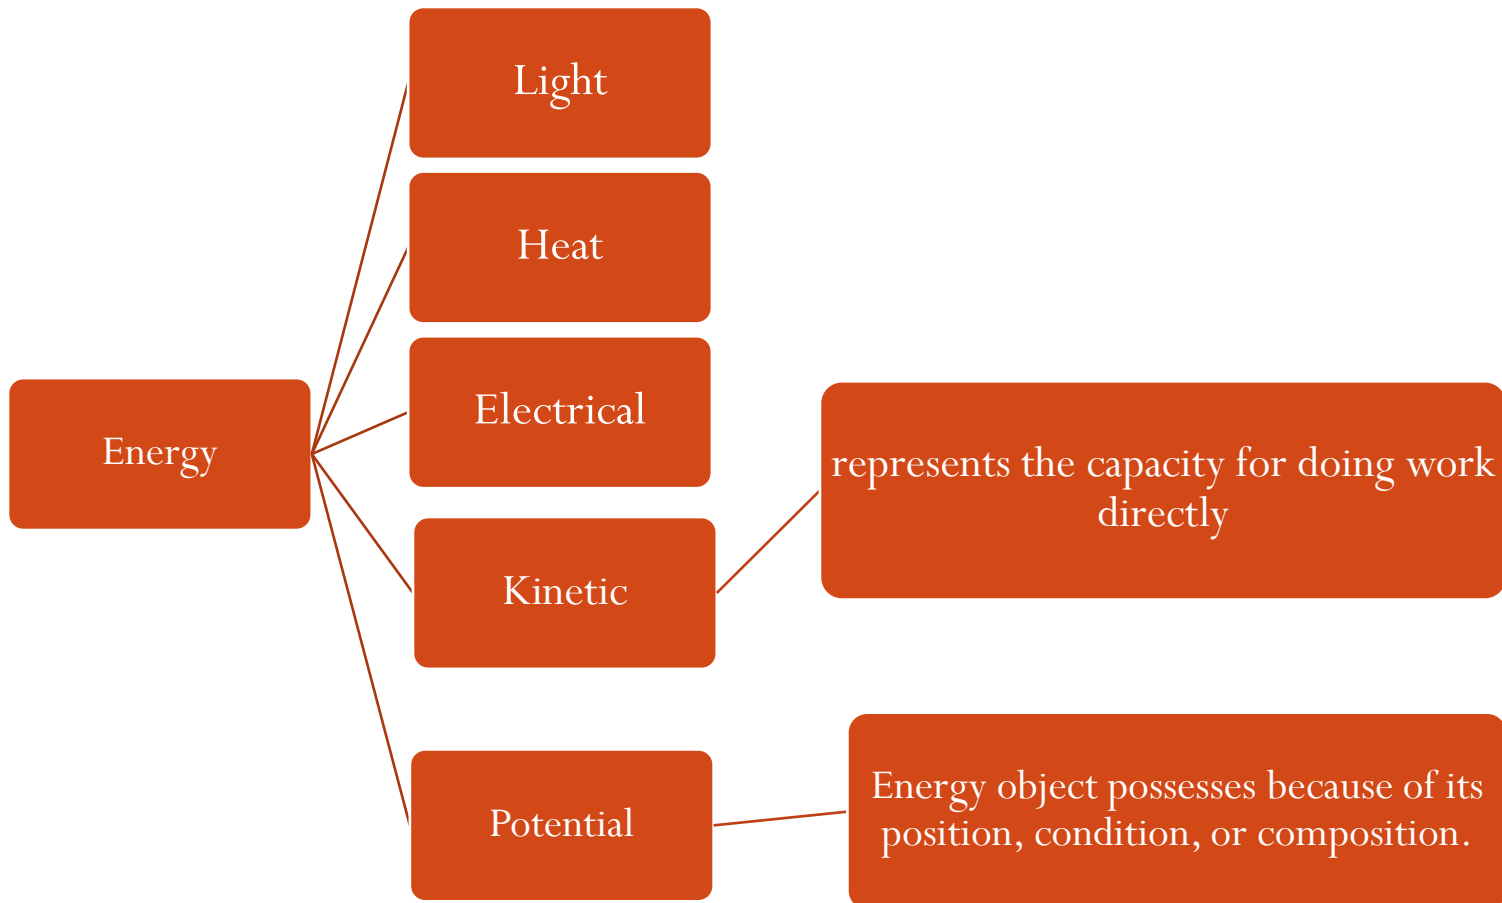 Light
Heat
Electrical
Energy
represents the capacity for doing work
directly
Kinetic
Energy object possesses because of its
position, condition, or composition.
Potential